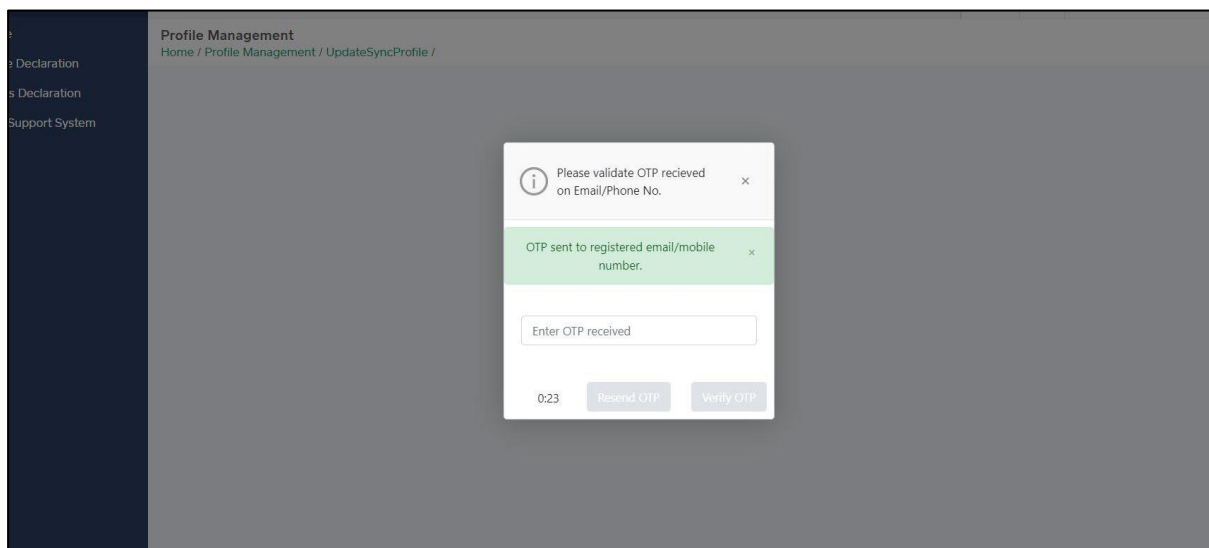 Profile Management
Home / Profile Management / UpdateSyncProfile /
Declaration
s Declaration
Support System
Please validate OTP recieved
on Email/Phone No.
×
OTP sent to registered email/mobile
number.
×
Enter OTP received
0:23
Resend OTP
Verify OTP